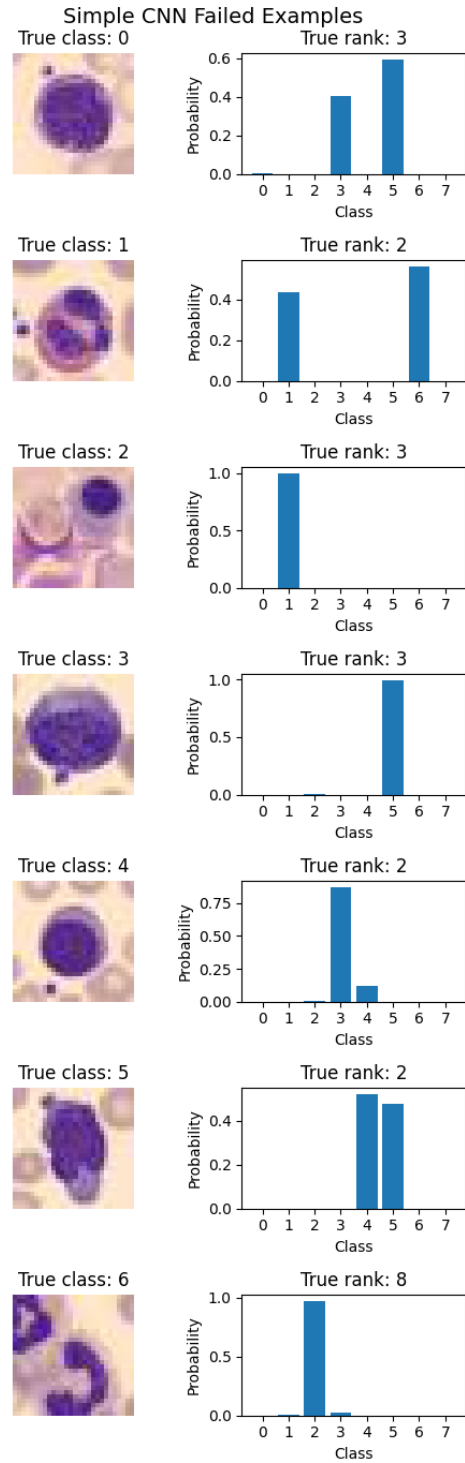 Simple CNN Failed Examples
True class: 0
True rank: 3
0.6
0.4
0.2
0.0
Probability
0 1 2 3 4 5 6 7
Class
True class: 1
True rank: 2
0.4
0.2
0.0
Probability
0 1 2 3 4 5 6 7
Class
True class: 2
True rank: 3
1.0
0.5
0.0
Probability
0 1 2 3 4 5 6 7
Class
True class: 3
True rank: 3
1.0
0.5
0.0
Probability
0 1 2 3 4 5 6 7
Class
True class: 4
True rank: 2
0.75
0.50
0.25
0.00
Probability
0 1 2 3 4 5 6 7
Class
True class: 5
True rank: 2
0.4
0.2
0.0
Probability
0 1 2 3 4 5 6 7
Class
True class: 6
True rank: 8
1.0
0.5
0.0
Probability
0 1 2 3 4 5 6 7
Class